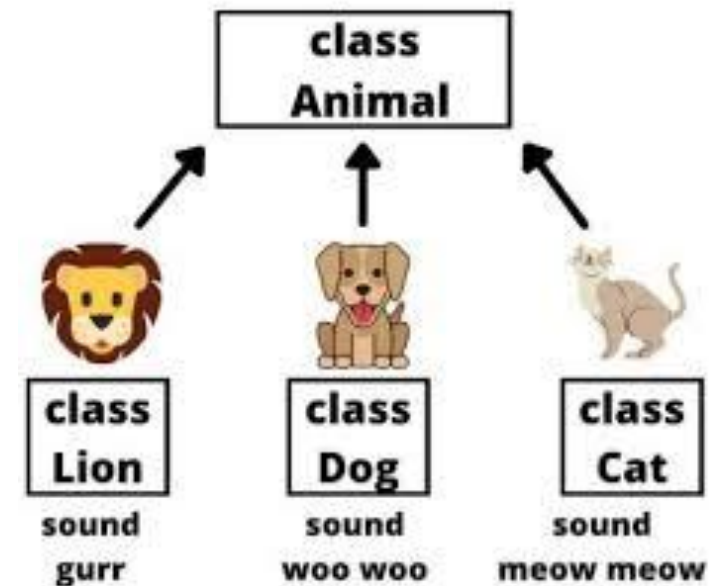 class
Animal
class
Lion
sound
gurr
class
Dog
sound
woo woo
class
Cat
sound
meow meow